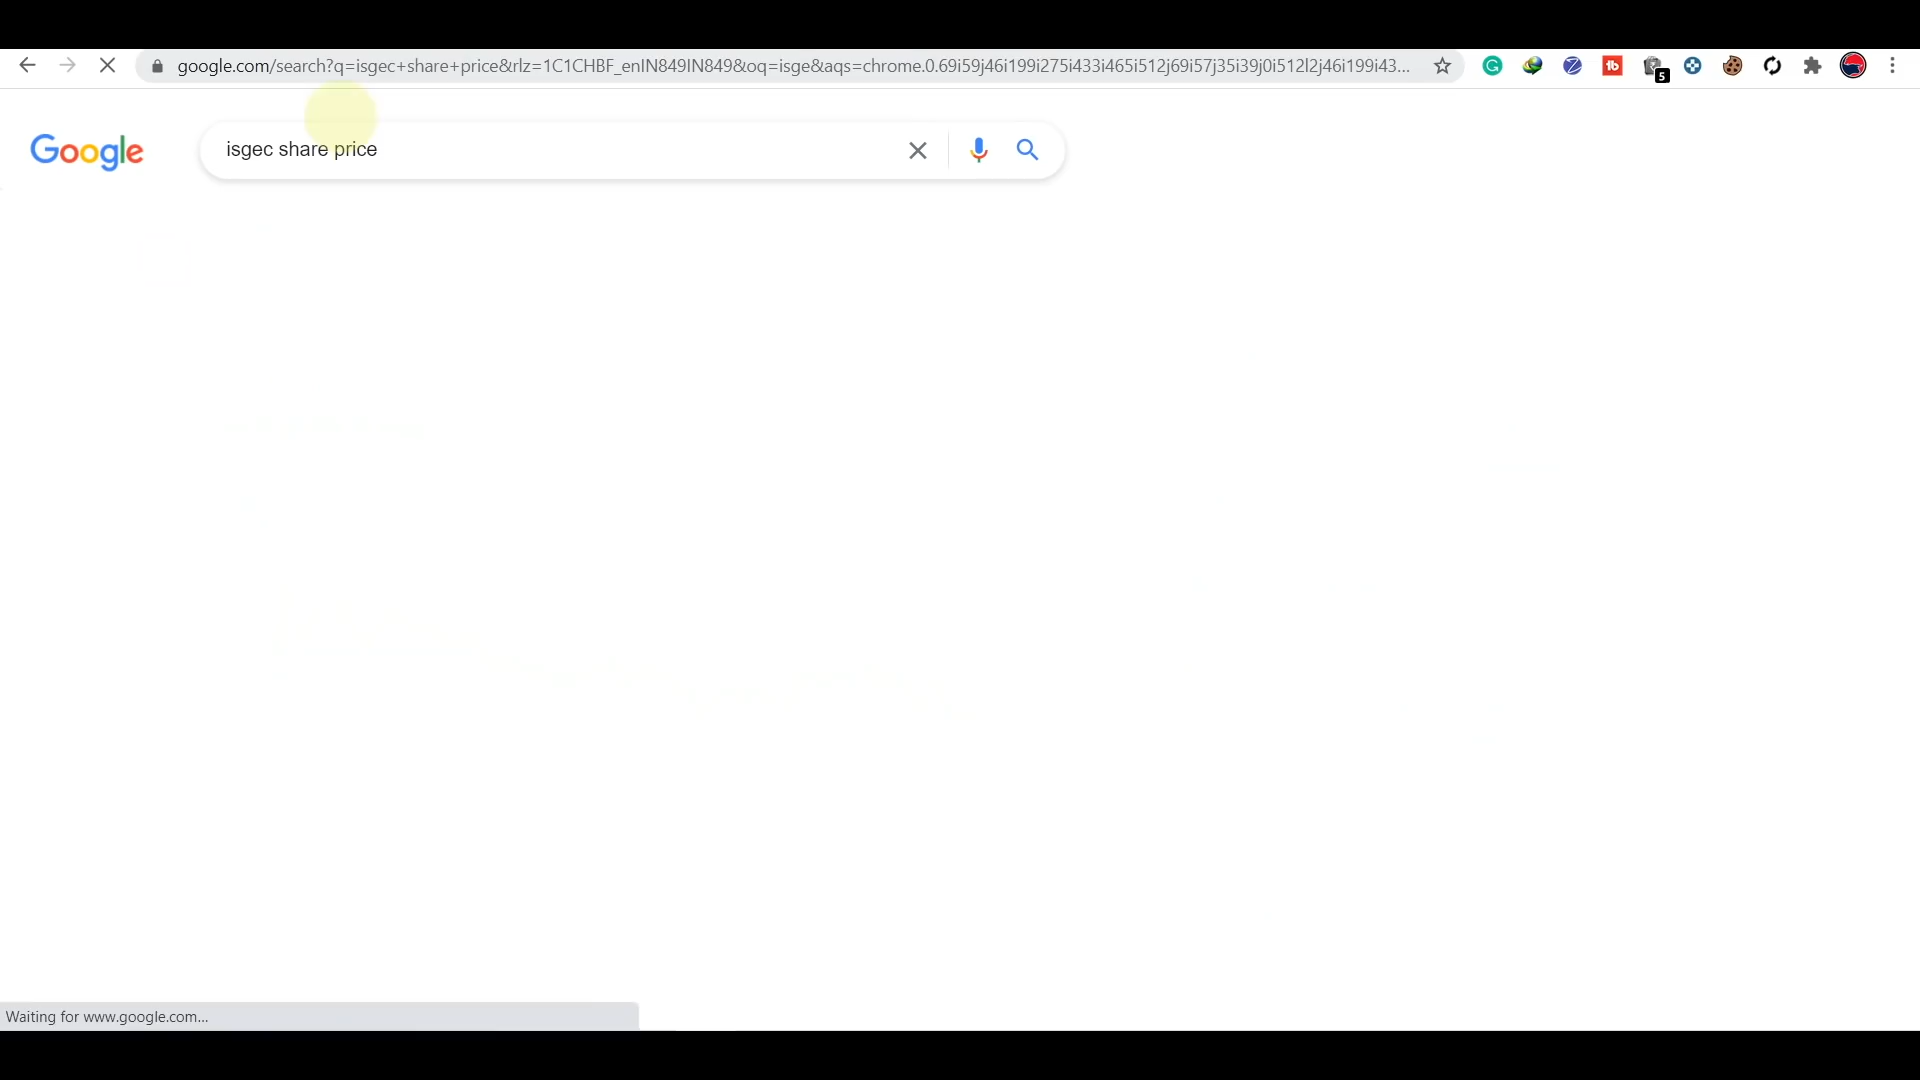 google.com/search?q=isgec+share+price&rlz=1C1CHBF_enIN849IN849&oq=isge&aqs=chrome.0.69i59j46i199i275i433i465i512j69i57j35i39j0i512l2j46i199i43...
5
Google
isgec share price
Waiting for www.google.com...